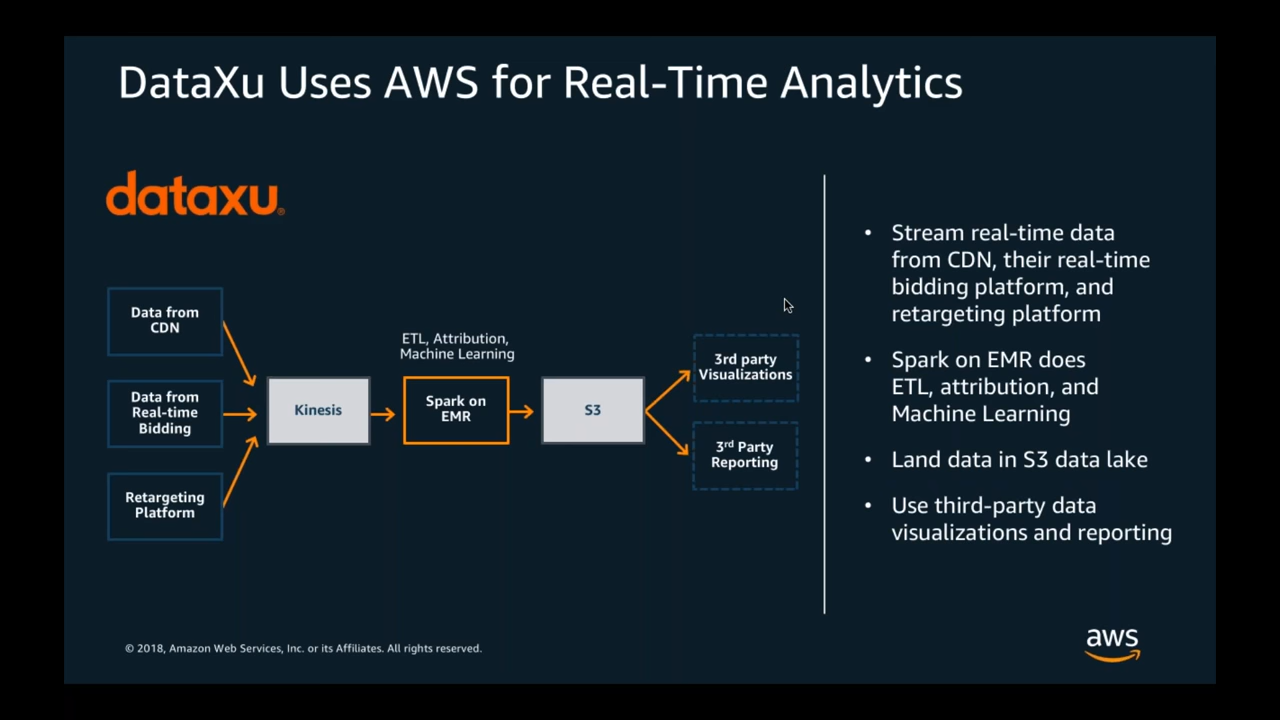 DataXu Uses AWS for Real-Time Analytics
dataxu®
Data from
CDN
Data from
Real-time
Bidding
Retargeting
Platform
Kinesis
ETL, Attribution,
Machine Learning
Spark on
EMR
S3
3rd party
Visualizations
3rd Party
Reporting
• Stream real-time data
from CDN, their real-time
bidding platform, and
retargeting platform
• Spark on EMR does
ETL, attribution, and
Machine Learning
• Land data in S3 data lake
• Use third-party data
visualizations and reporting
© 2018, Amazon Web Services, Inc. or its Affiliates. All rights reserved.
aws